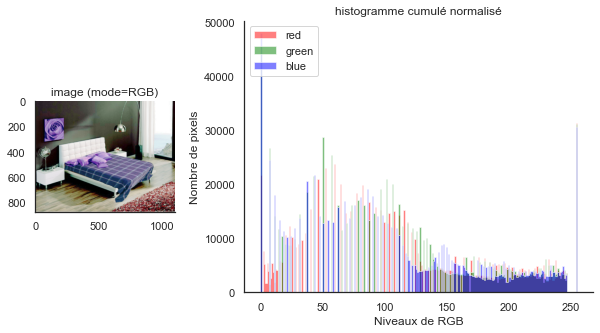 histogramme cumulé normalisé
50000
40000
30000
20000
10000
0
red
green
blue
Nombre de pixels
0
50
100
150
200
250
Niveaux de RGB
image (mode=RGB)
0
200
400
600
800
0
500
1000